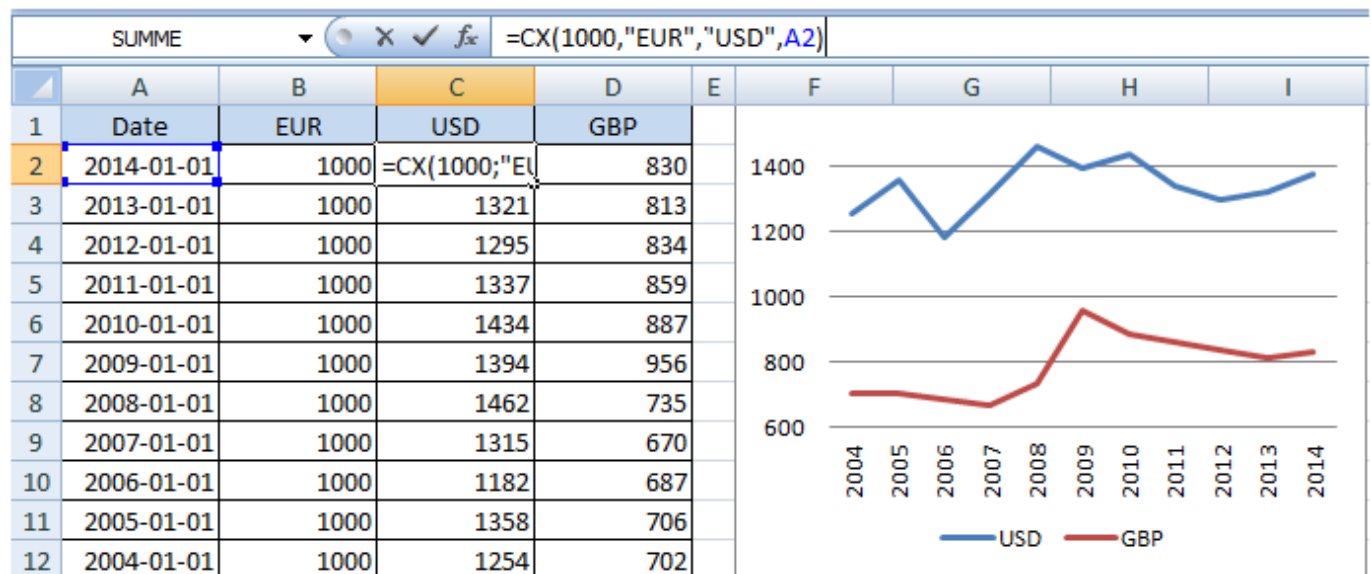 SUMME fx =CX(1000,"EUR","USD",A2)
A B C D E F G H I
1 Date EUR USD GBP
2 2014-01-01 1000 =CX(1000;"EU 830
3 2013-01-01 1000 1321 813
4 2012-01-01 1000 1295 834
5 2011-01-01 1000 1337 859
6 2010-01-01 1000 1434 887
7 2009-01-01 1000 1394 956
8 2008-01-01 1000 1462 735
9 2007-01-01 1000 1315 670
10 2006-01-01 1000 1182 687
11 2005-01-01 1000 1358 706
12 2004-01-01 1000 1254 702
1400
1200
1000
800
600
2004 2005 2006 2007 2008 2009 2010 2011 2012 2013 2014
USD GBP